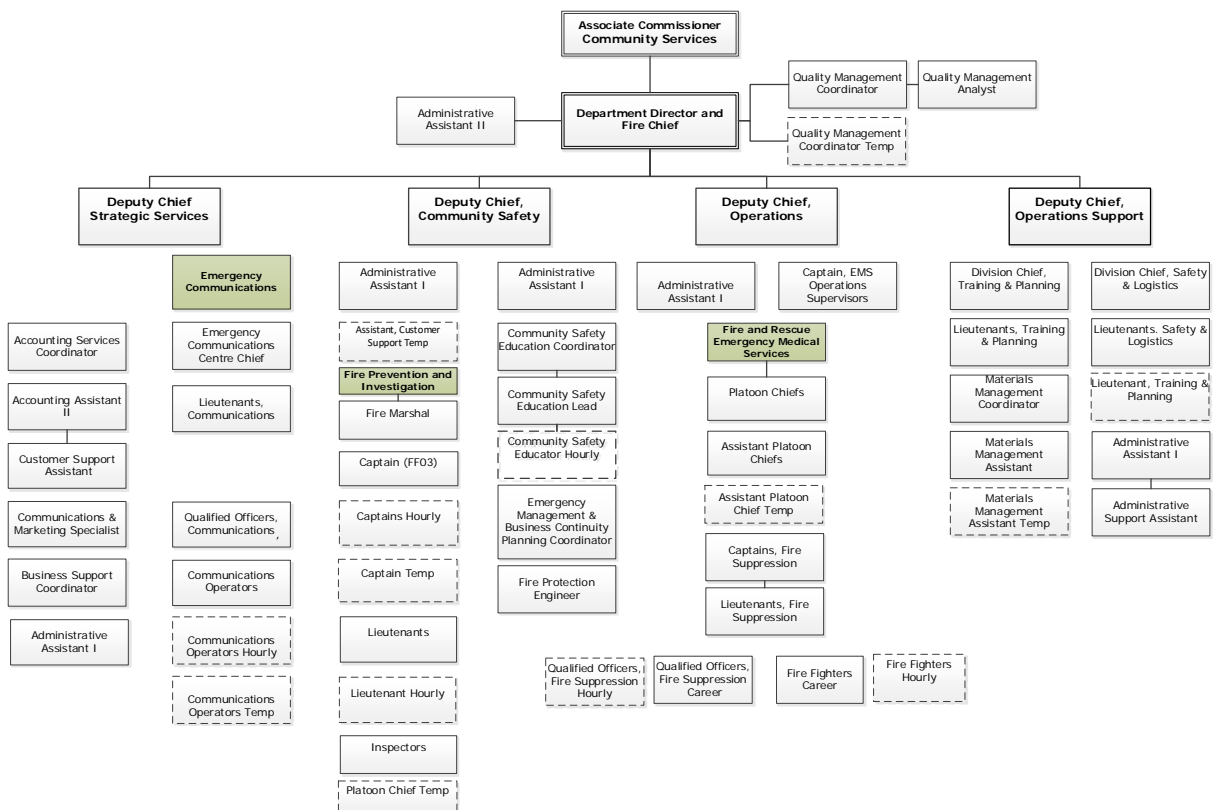 Associate Commissioner
Community Services
Quality Management
Coordinator
Quality Management
Analyst
Administrative
Assistant II
Department Director and
Fire Chief
Quality Management
Coordinator Temp
Deputy Chief
Strategic Services
Deputy Chief,
Community Safety
Deputy Chief,
Operations
Deputy Chief,
Operations Support
Emergency
Communications
Accounting Services
Coordinator
Accounting Assistant
II
Customer Support
Assistant
Communications &
Marketing Specialist
Business Support
Coordinator
Administrative
Assistant I
Emergency
Communications
Centre Chief
Lieutenants,
Communications
Qualified Officers,
Communications,
Communications
Operators
Communications
Operators Hourly
Communications
Operators Temp
Administrative
Assistant I
Assistant, Customer
Support Temp
Fire Prevention and
Investigation
Fire Marshal
Captain (FF03)
Captains Hourly
Captain Temp
Lieutenants
Lieutenant Hourly
Inspectors
Platoon Chief Temp
Administrative
Assistant I
Community Safety
Education Coordinator
Community Safety
Education Lead
Community Safety
Educator Hourly
Emergency
Management &
Business Continuity
Planning Coordinator
Fire Protection
Engineer
Administrative
Assistant I
Captain, EMS
Operations
Supervisors
Fire and Rescue
Emergency Medical
Services
Platoon Chiefs
Assistant Platoon
Chiefs
Assistant Platoon
Chief Temp
Captains, Fire
Suppression
Lieutenants, Fire
Suppression
Qualified Officers,
Fire Suppression
Hourly
Qualified Officers,
Fire Suppression
Career
Fire Fighters
Career
Fire Fighters
Hourly
Division Chief,
Training & Planning
Lieutenants, Training
& Planning
Materials
Management
Coordinator
Materials
Management
Assistant
Materials
Management
Assistant Temp
Division Chief, Safety
& Logistics
Lieutenants. Safety &
Logistics
Lieutenant, Training &
Planning
Administrative
Assistant I
Administrative
Support Assistant